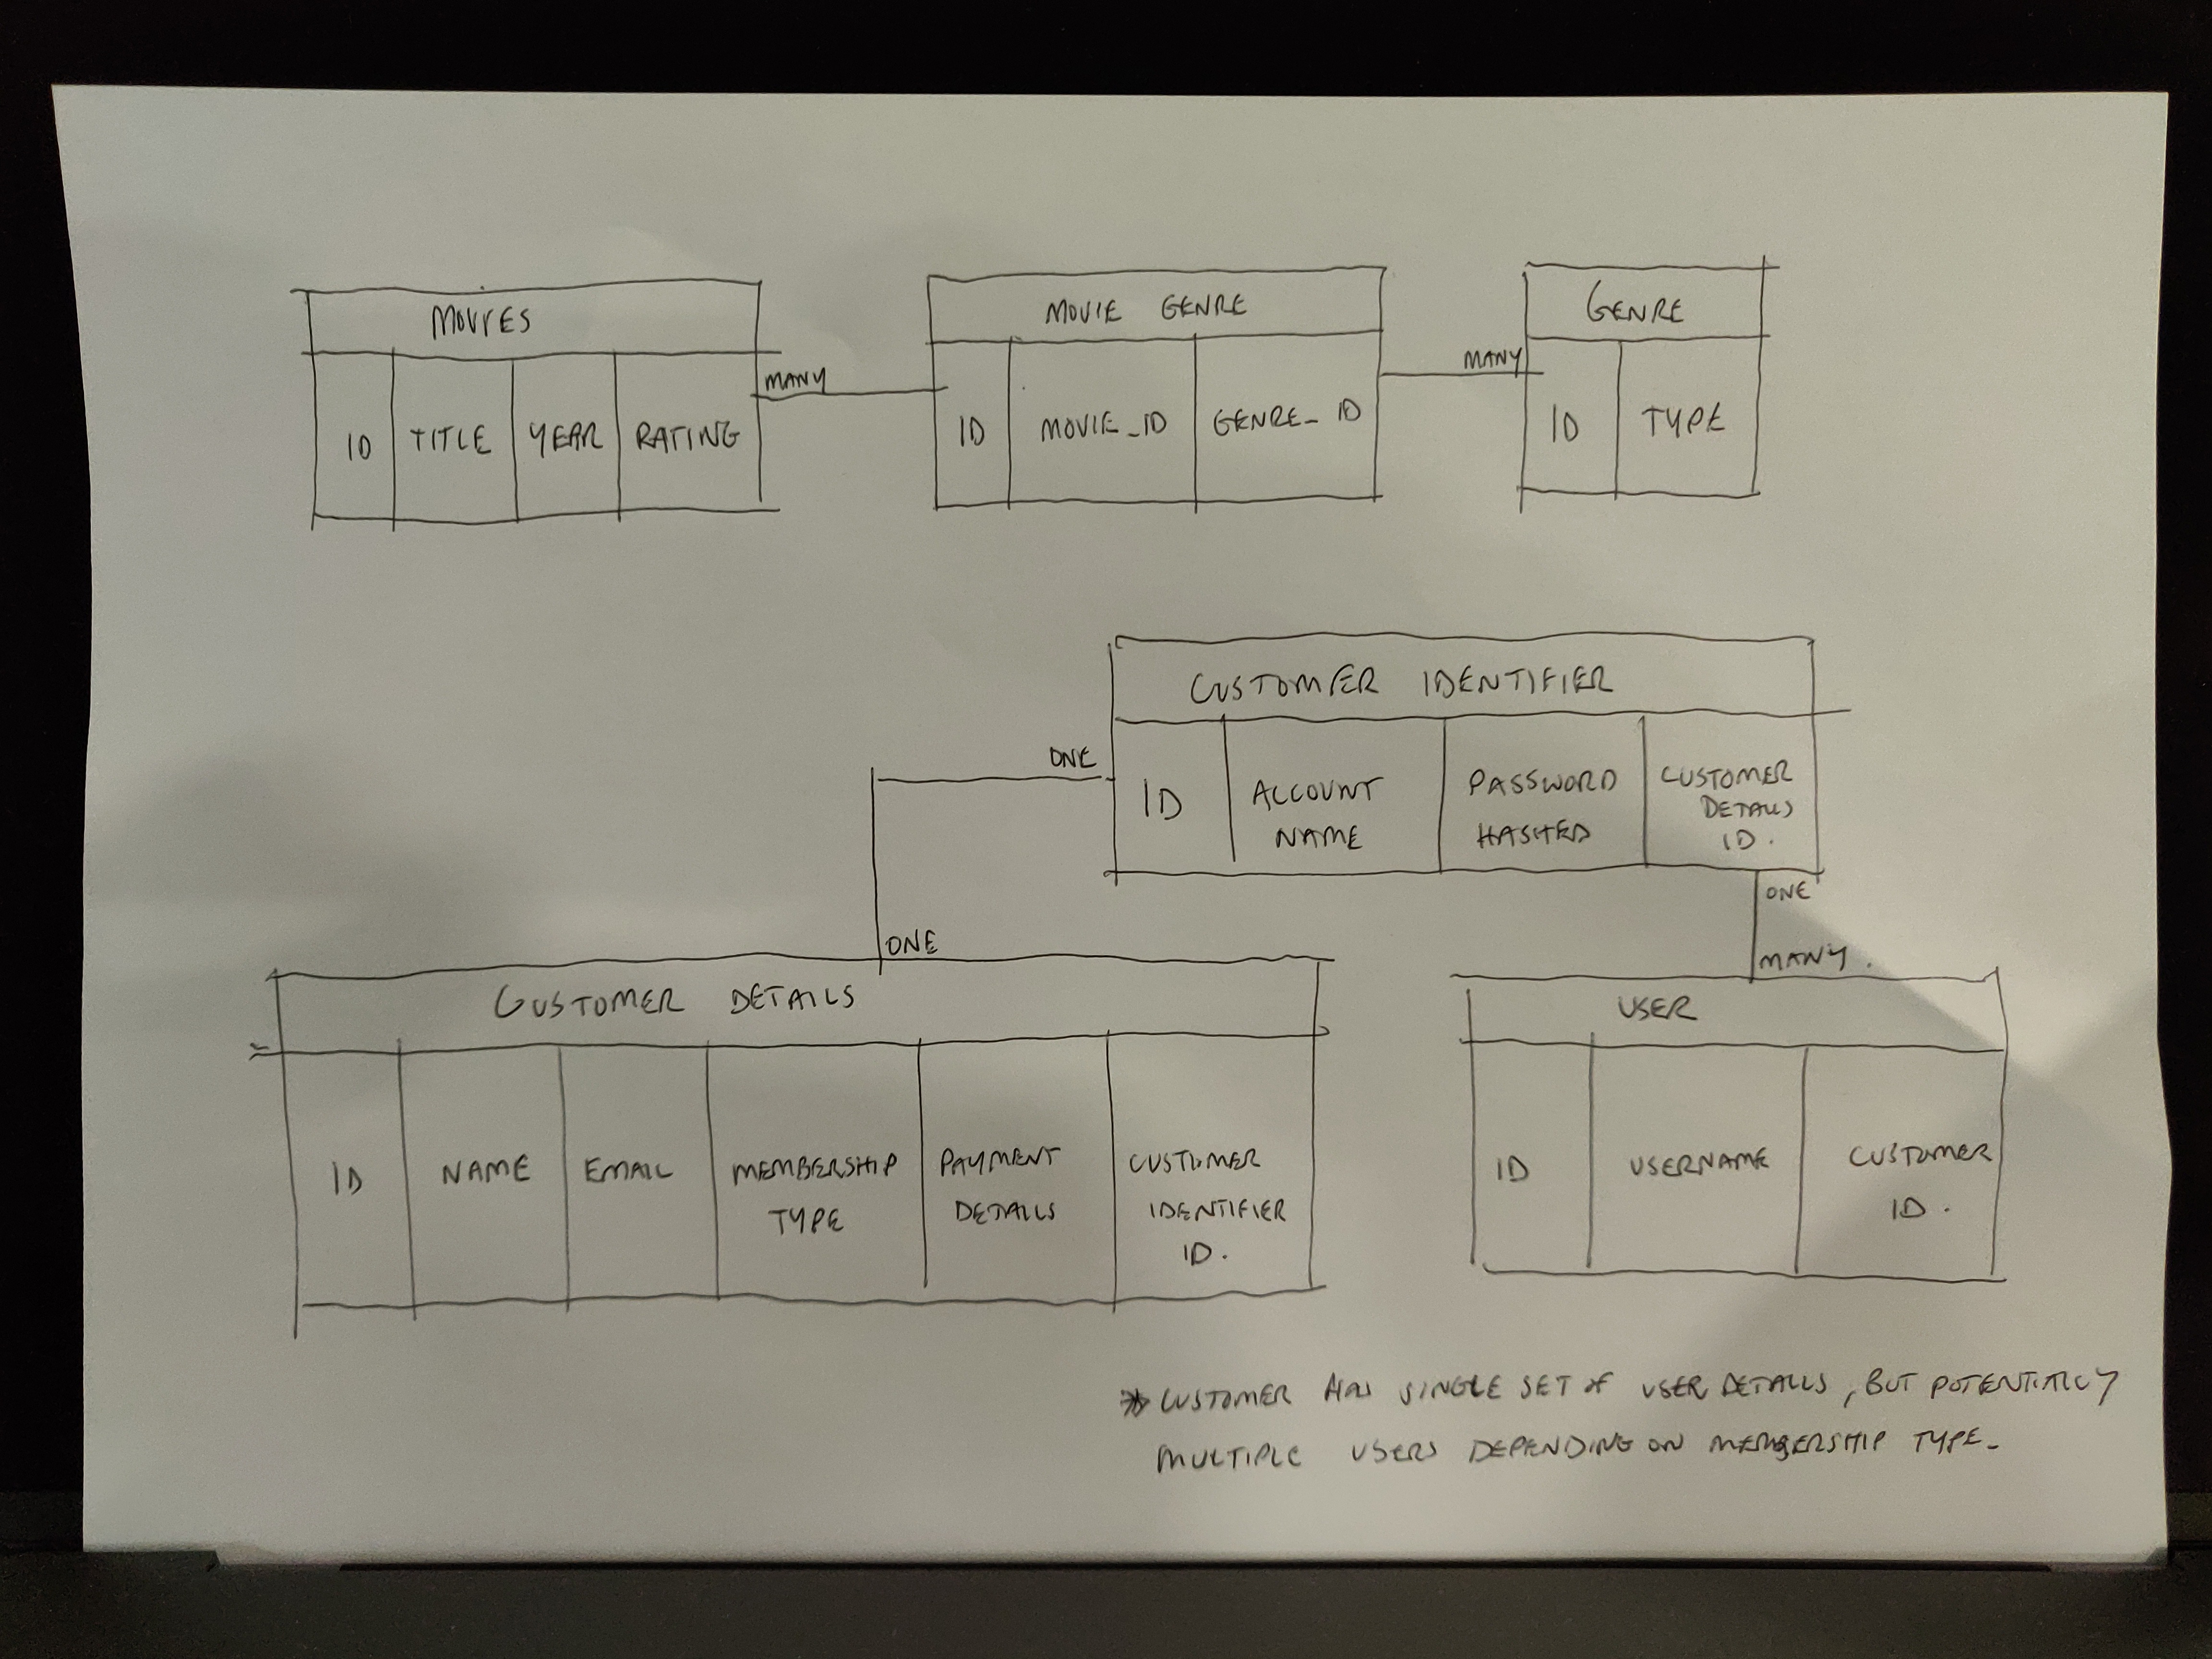 MOVIES
ID TITLE YEAR RATING
MANY
MOVIE GENRE
ID MOVIE_ID GENRE_ID
MANY
GENRE
ID TYPE
CUSTOMER IDENTIFIER
ID
ACCOUNT
NAME
PASSWORD
HASHED
CUSTOMER
DETAILS
ID.
ONE
ONE
ONE
MANY.
CUSTOMER DETAILS
ID
NAME
EMAIL
MEMBERSHIP
TYPE
PAYMENT
DETAILS
CUSTOMER
IDENTIFIER
ID.
USER
ID
USERNAME
CUSTOMER
ID.
* CUSTOMER HAS SINGLE SET OF USER DETAILS, BUT POTENTIALLY
MULTIPLE USERS DEPENDING ON MEMBERSHIP TYPE-